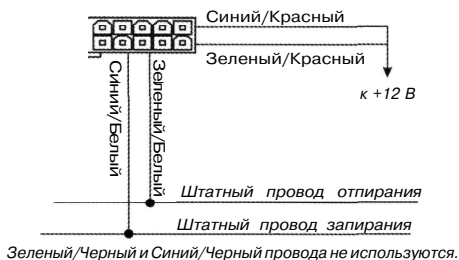 Синий/Красный
Зеленый/Красный
к +12 В
Синий/Белый
Зеленый/Белый
Штатный провод отпирания
Штатный провод запирания
Зеленый/Черный и Синий/Черный провода не используются.